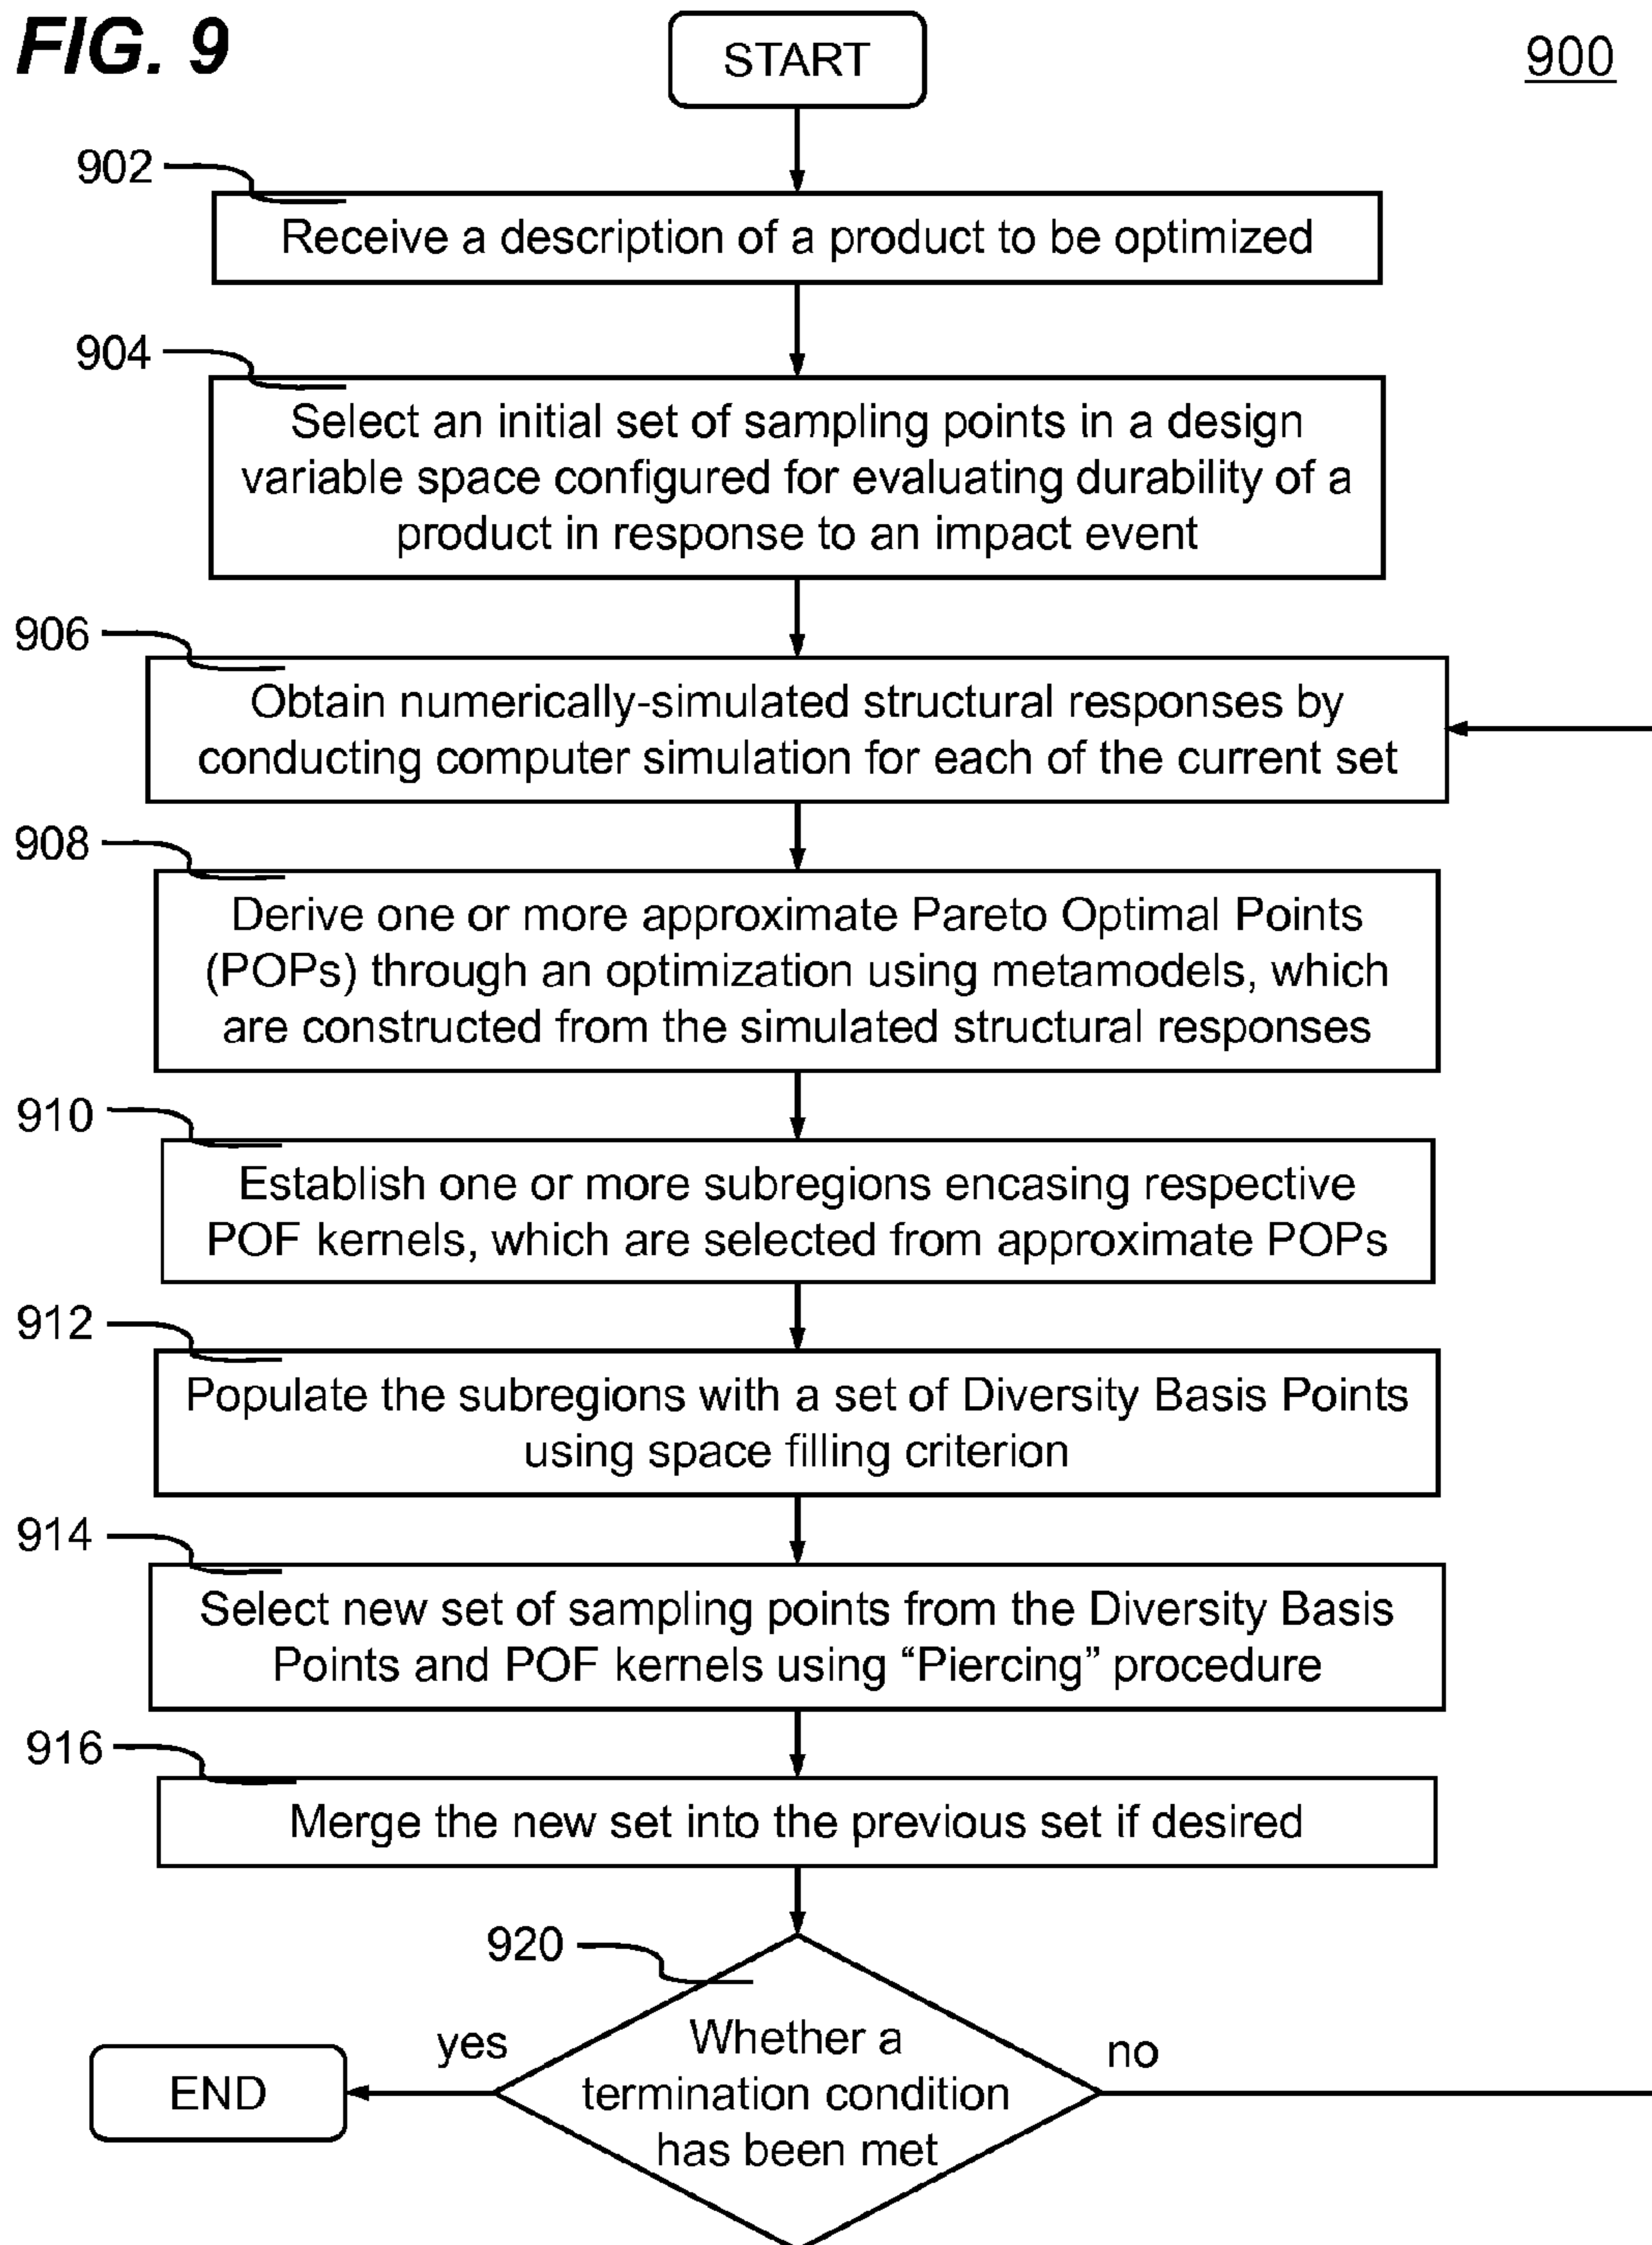 FIG. 9
START
900
902
Receive a description of a product to be optimized
904
Select an initial set of sampling points in a design
variable space configured for evaluating durability of a
product in response to an impact event
906
Obtain numerically-simulated structural responses by
conducting computer simulation for each of the current set
908
Derive one or more approximate Pareto Optimal Points
(POPs) through an optimization using metamodels, which
are constructed from the simulated structural responses
910
Establish one or more subregions encasing respective
POF kernels, which are selected from approximate POPs
912
Populate the subregions with a set of Diversity Basis Points
using space filling criterion
914
Select new set of sampling points from the Diversity Basis
Points and POF kernels using “Piercing” procedure
916
Merge the new set into the previous set if desired
920
Whether a
termination condition
has been met
yes
no
END